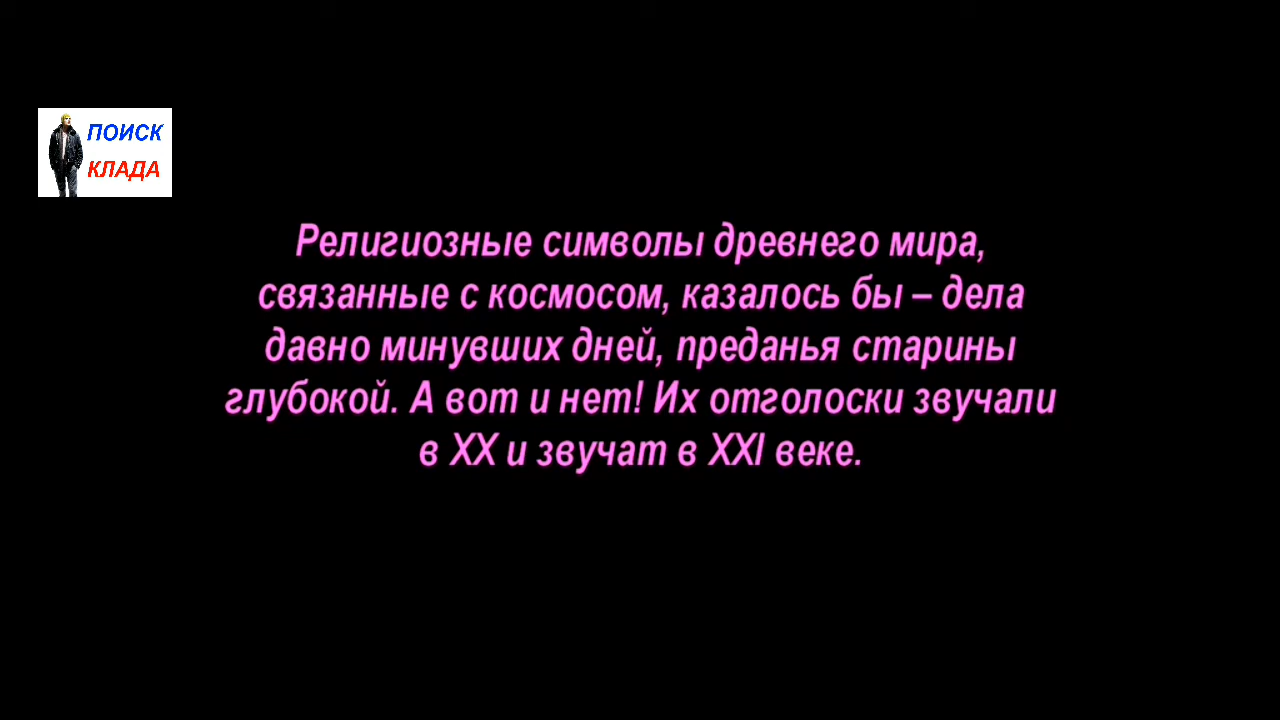 ПОИСК
КЛАДА
Религиозные символы древнего мира,
связанные с космосом, казалось бы – дела
давно минувших дней, преданья старины
глубокой. А вот и нет! Их отголоски звучали
в XX и звучат в XXI веке.